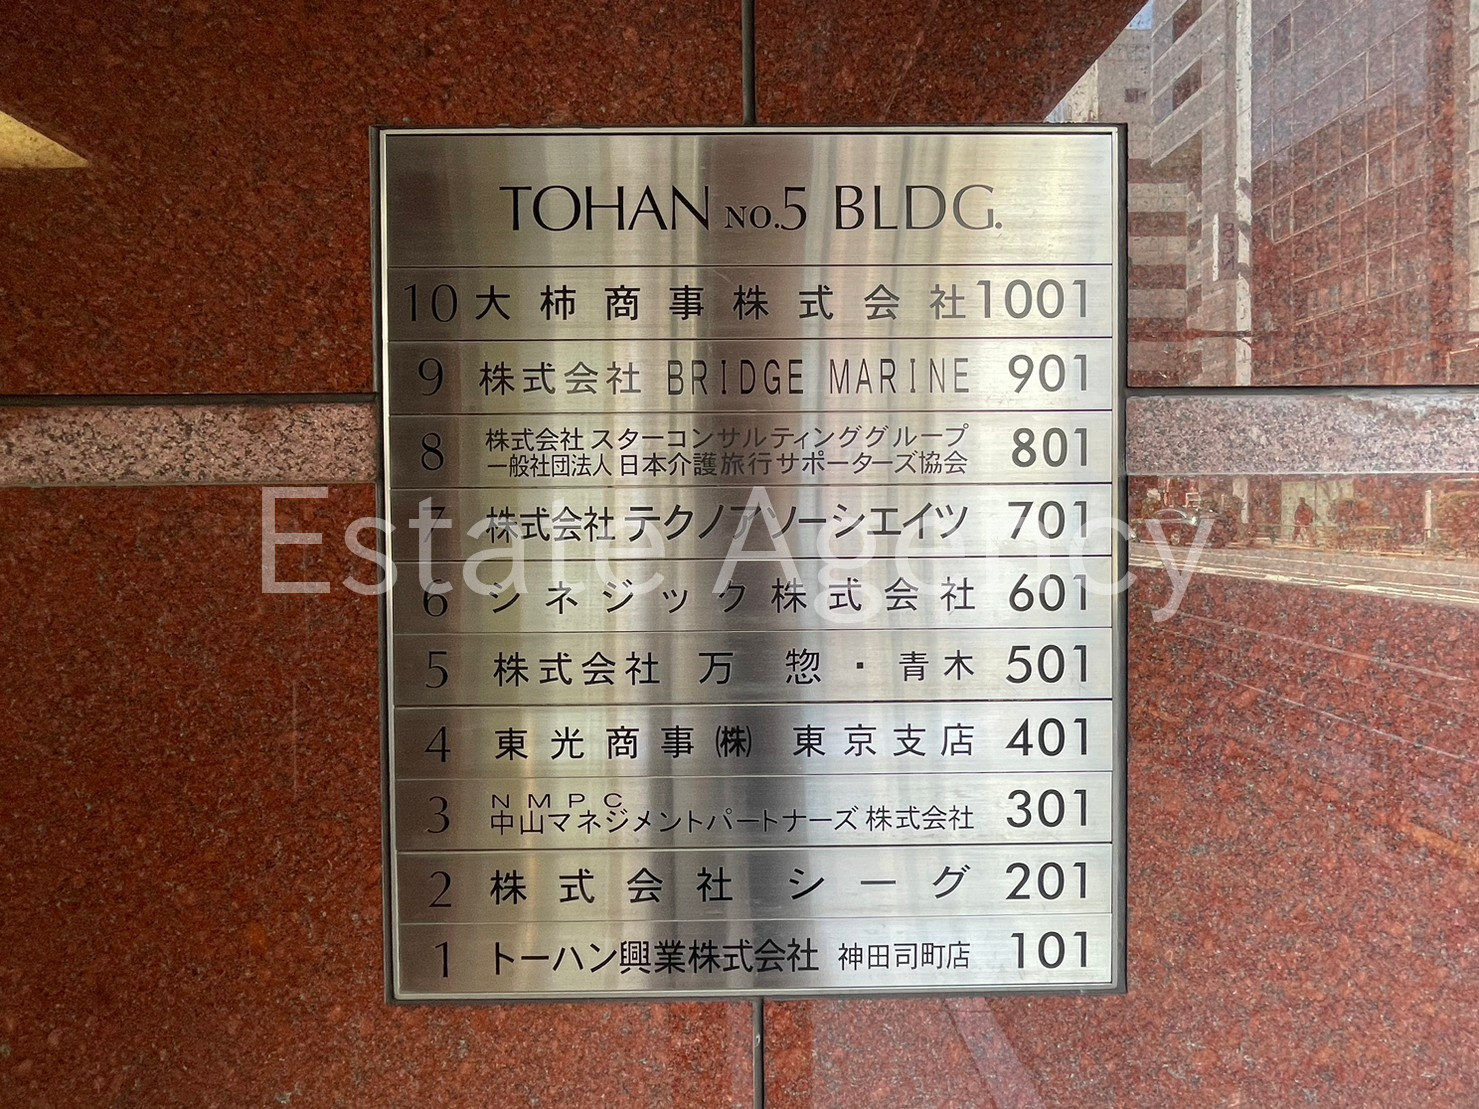 TOHAN NO.5 BLDG.
10 大柿商事株式会社 1001
9 株式会社 BRIDGE MARINE 901
8 株式会社 スターコンサルティンググループ 801
一般社団法人 日本介護旅行サポーターズ協会
7 株式会社 テクノアソーシエイツ 701
Estate Agency
6 シネジック株式会社 601
5 株式会社 万惣・青木 501
4 東光商事㈱ 東京支店 401
NMPC
3 中山マネジメントパートナーズ 株式会社 301
2 株式会社 シーグ 201
1 トーハン興業株式会社 神田司町店 101